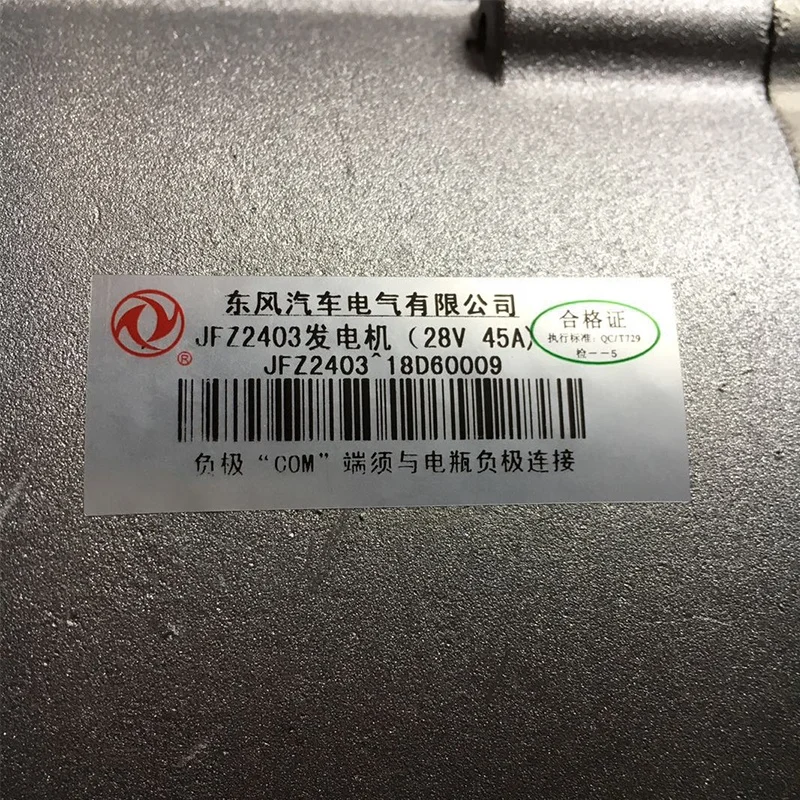 东风汽车电气有限公司
JFZ2403发电机（28V 45A）
JFZ2403^18D60009
负极“COM”端须与电瓶负极连接
®
合格证
执行标准：QC/T729
检--5